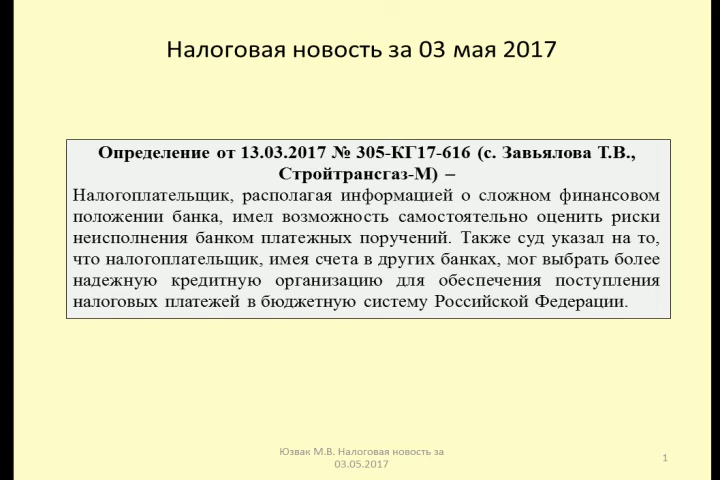 Налоговая новость за 03 мая 2017
Определение от 13.03.2017 № 305-КГ17-616 (с. Завьялова Т.В.,
Стройтрансгаз-М) –
Налогоплательщик, располагая информацией о сложном финансовом
положении банка, имел возможность самостоятельно оценить риски
неисполнения банком платежных поручений. Также суд указал на то,
что налогоплательщик, имея счета в других банках, мог выбрать более
надежную кредитную организацию для обеспечения поступления
налоговых платежей в бюджетную систему Российской Федерации.
Юзвак М.В. Налоговая новость за
03.05.2017
1